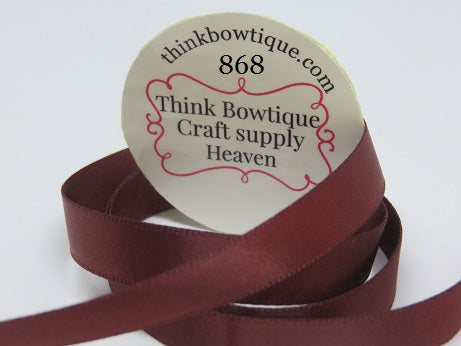 thinkbowtique.com
868
Think Bowtique
Craft supply
Heaven